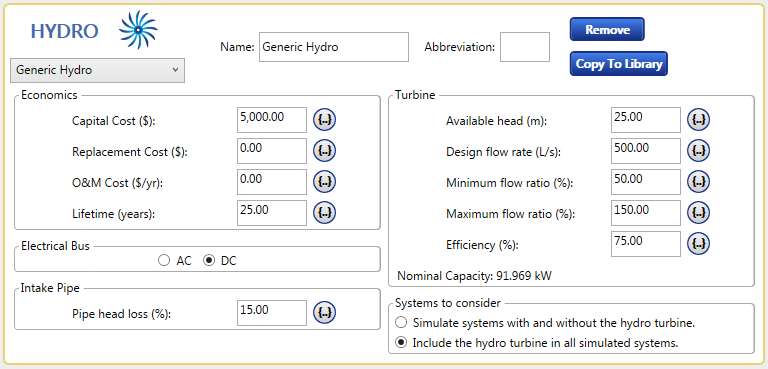 HYDRO
Name: Generic Hydro Abbreviation:
Remove
Generic Hydro
Copy To Library
Economics
Capital Cost ($): 5,000.00 {..}
Replacement Cost ($): 0.00 {..}
O&M Cost ($/yr): 0.00 {..}
Lifetime (years): 25.00 {..}
Electrical Bus
AC DC
Intake Pipe
Pipe head loss (%): 15.00 {..}
Turbine
Available head (m): 25.00 {..}
Design flow rate (L/s): 500.00 {..}
Minimum flow ratio (%): 50.00 {..}
Maximum flow ratio (%): 150.00 {..}
Efficiency (%): 75.00 {..}
Nominal Capacity: 91.969 kW
Systems to consider
Simulate systems with and without the hydro turbine.
Include the hydro turbine in all simulated systems.